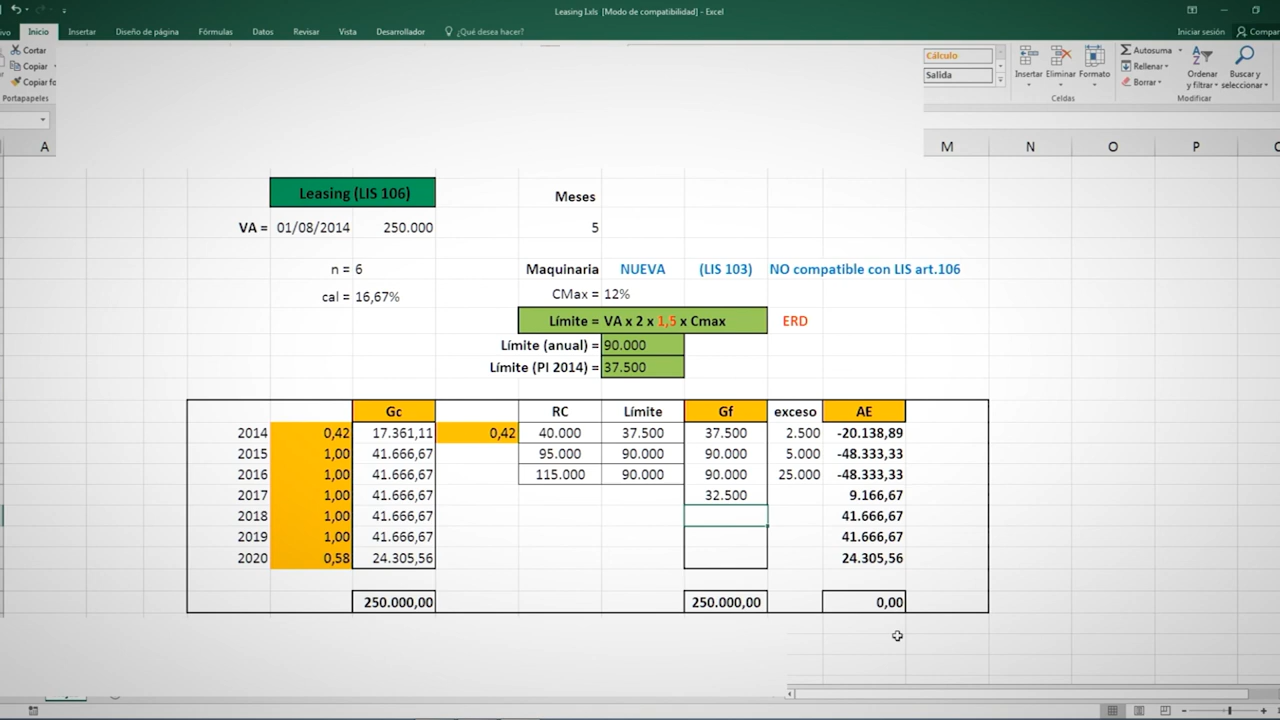 Leasing I.xls [Modo de compatibilidad] - Excel
Inicio Insertar Diseño de página Fórmulas Datos Revisar Vista Desarrollador ¿Qué desea hacer? Iniciar sesión
Cortar
Copiar
Portapapeles
Cálculo
Salida
Insertar Eliminar Formato
Celdas
Autosuma
Rellenar
Borrar
Ordenar y filtrar
Buscar y seleccionar
Modificar
A M N O P
Leasing (LIS 106) Meses
VA = 01/08/2014 250.000 5
n = 6 Maquinaria NUEVA (LIS 103) NO compatible con LIS art.106
cal = 16,67% CMax = 12%
Límite = VA x 2 x 1,5 x Cmax ERD
Límite (anual) = 90.000
Límite (PI 2014) = 37.500
Gc RC Límite Gf exceso AE
2014 0,42 17.361,11 0,42 40.000 37.500 37.500 2.500 -20.138,89
2015 1,00 41.666,67 95.000 90.000 90.000 5.000 -48.333,33
2016 1,00 41.666,67 115.000 90.000 90.000 25.000 -48.333,33
2017 1,00 41.666,67 32.500 9.166,67
2018 1,00 41.666,67 41.666,67
2019 1,00 41.666,67 41.666,67
2020 0,58 24.305,56 24.305,56
250.000,00 250.000,00 0,00